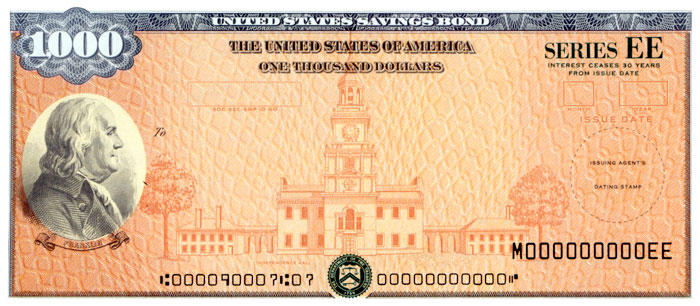 UNITED STATES SAVINGS BOND
1000
THE UNITED STATES OF AMERICA
ONE THOUSAND DOLLARS
SERIES EE
INTEREST CEASES 30 YEARS
FROM ISSUE DATE
SOC. SEC. EMP ID NO
MONTH YEAR
ISSUE DATE
To
ISSUING AGENT'S
DATING STAMP
FRANKLIN
INDEPENDENCE HALL
M000000000EE
⑆000090007⑆07 00000000000⑈